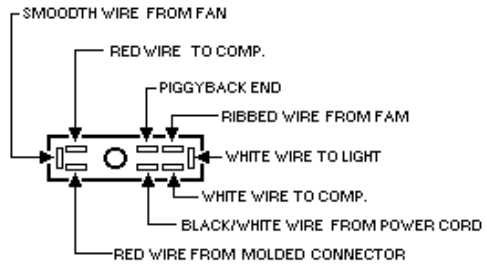 SMOODTH WIRE FROM FAN
RED WIRE TO COMP.
PIGGYBACK END
RIBBED WIRE FROM FAM
WHITE WIRE TO LIGHT
WHITE WIRE TO COMP.
BLACK/WHITE WIRE FROM POWER CORD
RED WIRE FROM MOLDED CONNECTOR